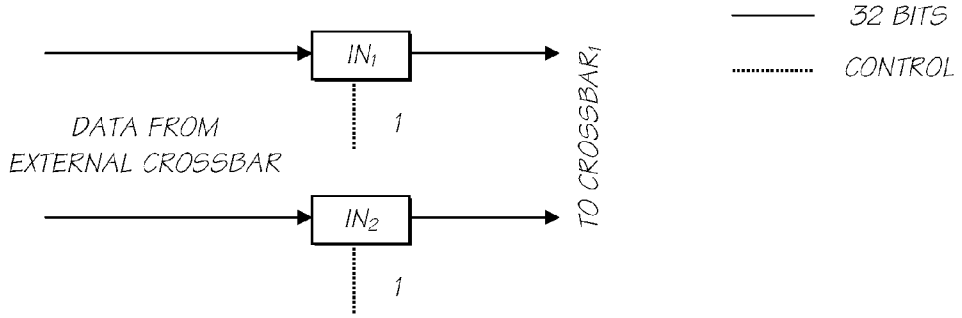 32 BITS
IN₁
CONTROL
1
DATA FROM
EXTERNAL CROSSBAR
TO CROSSBAR₁
IN₂
1